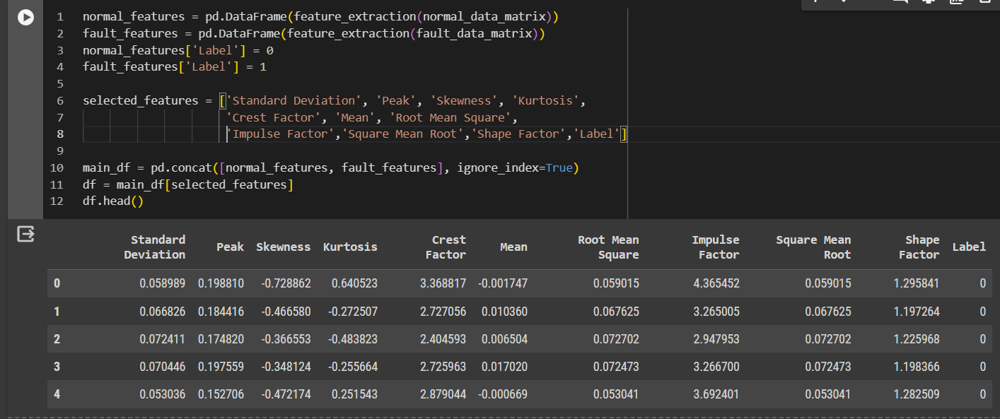 1 normal_features = pd.DataFrame(feature_extraction(normal_data_matrix))
2 fault_features = pd.DataFrame(feature_extraction(fault_data_matrix))
3 normal_features['Label'] = 0
4 fault_features['Label'] = 1
5
6 selected_features = ['Standard Deviation', 'Peak', 'Skewness', 'Kurtosis',
7 'Crest Factor', 'Mean', 'Root Mean Square',
8 'Impulse Factor','Square Mean Root','Shape Factor','Label']
9
10 main_df = pd.concat([normal_features, fault_features], ignore_index=True)
11 df = main_df[selected_features]
12 df.head()
Standard Deviation Peak Skewness Kurtosis Crest Factor Mean Root Mean Square Impulse Factor Square Mean Root Shape Factor Label
0 0.058989 0.198810 -0.728862 0.640523 3.368817 -0.001747 0.059015 4.365452 0.059015 1.295841 0
1 0.066826 0.184416 -0.466580 -0.272507 2.727056 0.010360 0.067625 3.265005 0.067625 1.197264 0
2 0.072411 0.174820 -0.366553 -0.483823 2.404593 0.006504 0.072702 2.947953 0.072702 1.225968 0
3 0.070446 0.197559 -0.348124 -0.255664 2.725963 0.017020 0.072473 3.266700 0.072473 1.198366 0
4 0.053036 0.152706 -0.472174 0.251543 2.879044 -0.000669 0.053041 3.692401 0.053041 1.282509 0